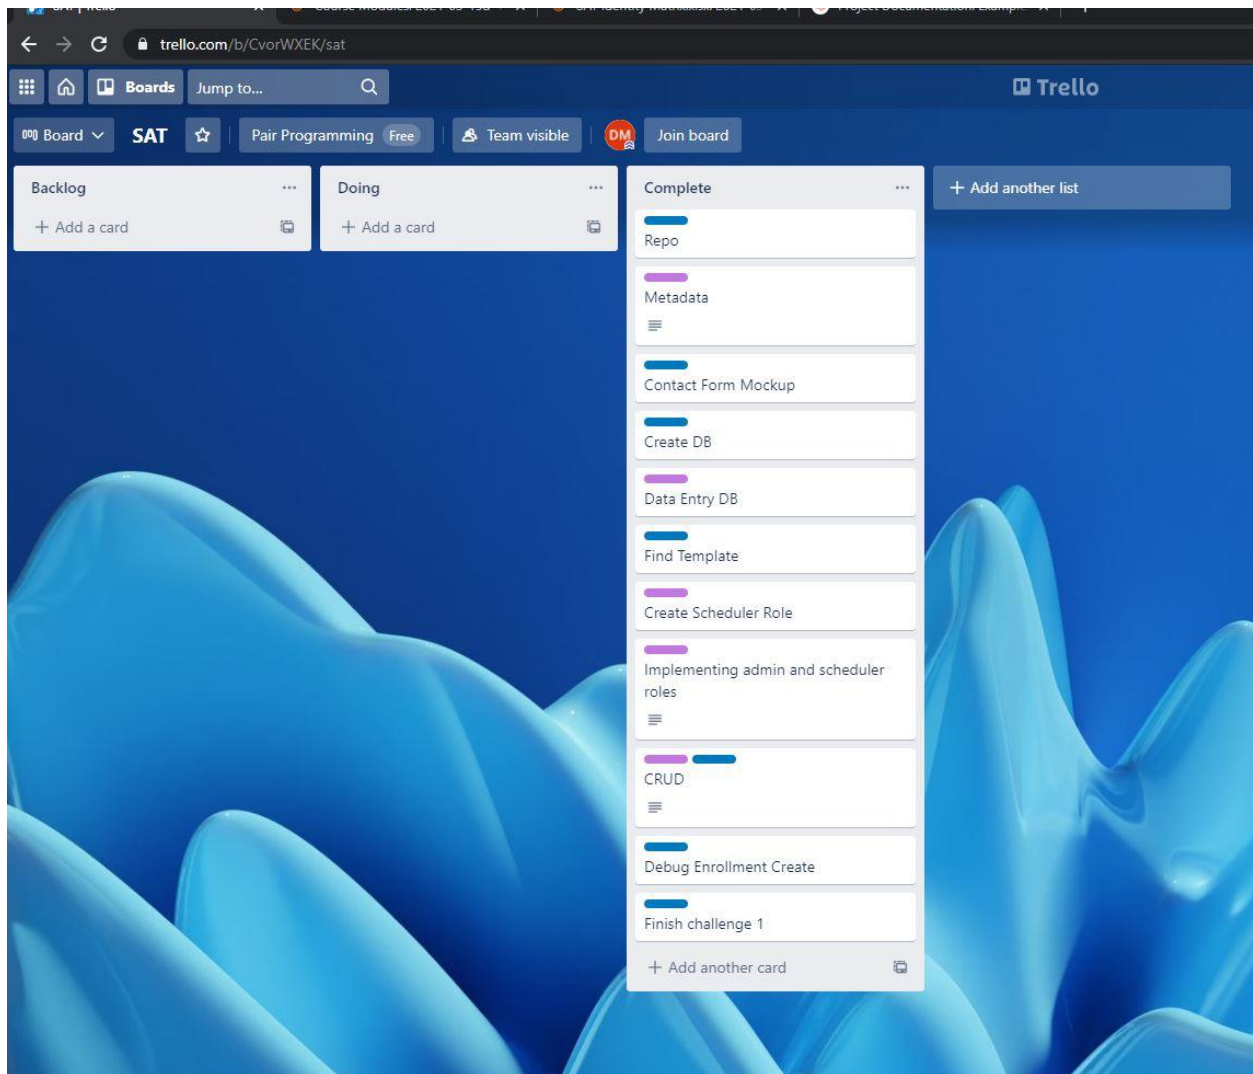 trello.com/b/CvorWXEK/sat
Boards Jump to... Trello
Board SAT Pair Programming Free Team visible DM Join board
Backlog
+ Add a card
Doing
+ Add a card
Complete
Repo
Metadata
Contact Form Mockup
Create DB
Data Entry DB
Find Template
Create Scheduler Role
Implementing admin and scheduler
roles
CRUD
Debug Enrollment Create
Finish challenge 1
+ Add another card
+ Add another list